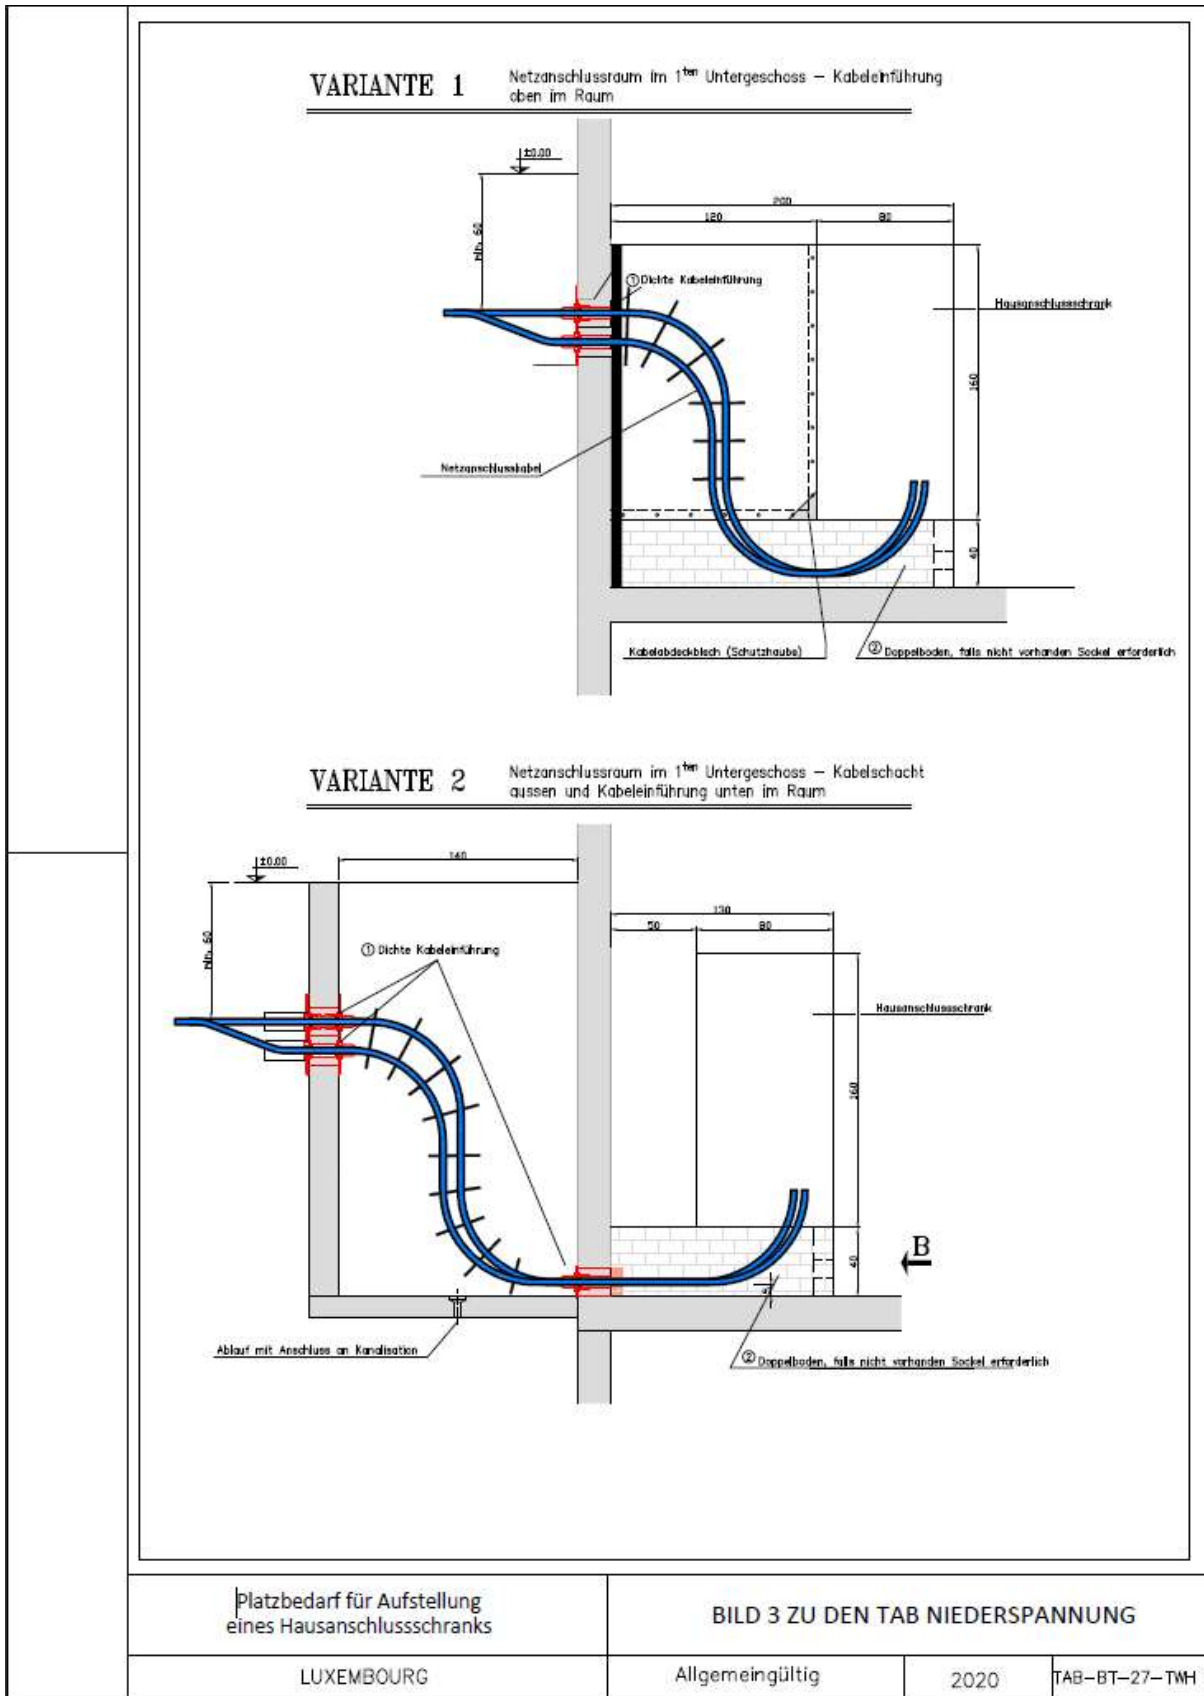 VARIANTE 1
Netzanschlussraum im 1ten Untergeschoss – Kabeleinführung
oben im Raum
±0.00
200
120
80
min. 60
① Dichte Kabeleinführung
Hausanschlussschrank
160
Netzanschlusskabel
40
Kabelabdeckblech (Schutzhaube)
② Doppelboden, falls nicht vorhanden Sockel erforderlich
VARIANTE 2
Netzanschlussraum im 1ten Untergeschoss – Kabelschacht
aussen und Kabeleinführung unten im Raum
±0.00
140
130
50
80
min. 60
① Dichte Kabeleinführung
Hausanschlussschrank
160
B
40
Ablauf mit Anschluss an Kanalisation
② Doppelboden, falls nicht vorhanden Sockel erforderlich
Platzbedarf für Aufstellung
eines Hausanschlussschranks
BILD 3 ZU DEN TAB NIEDERSPANNUNG
LUXEMBOURG
Allgemeingültig
2020
TAB-BT-27-TWH